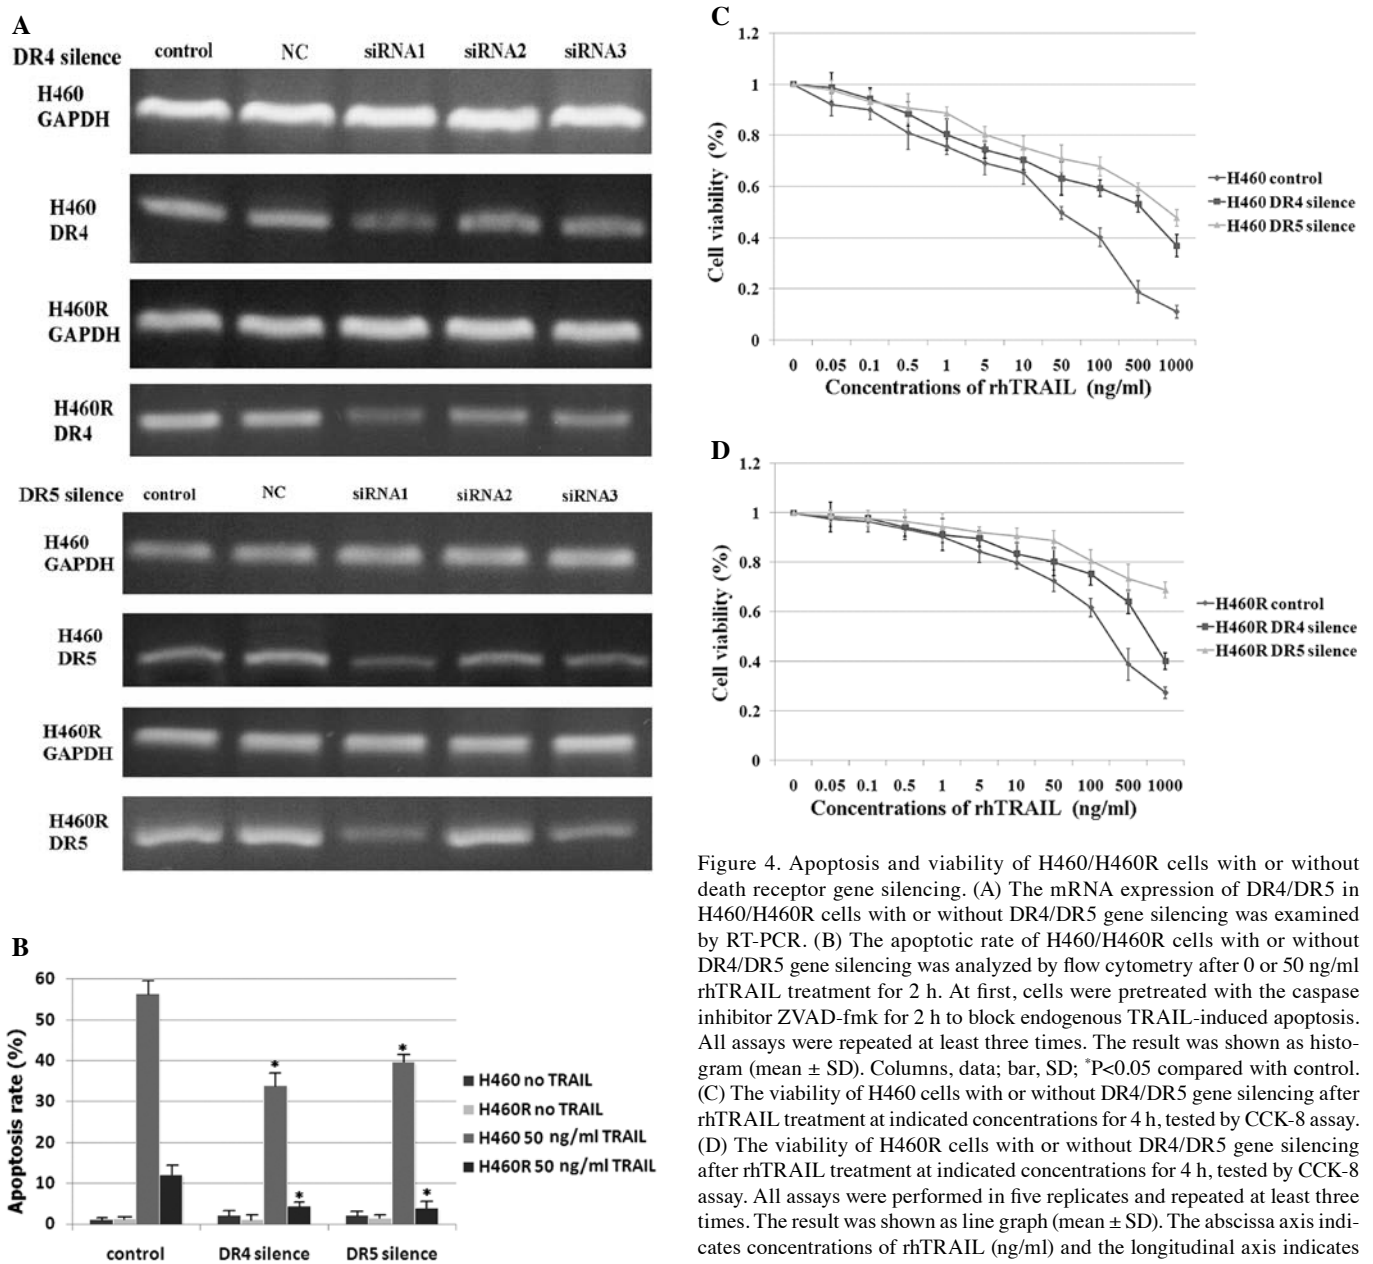 A
DR4 silence control NC siRNA1 siRNA2 siRNA3
H460
GAPDH
H460
DR4
H460R
GAPDH
H460R
DR4
DR5 silence control NC siRNA1 siRNA2 siRNA3
H460
GAPDH
H460
DR5
H460R
GAPDH
H460R
DR5
B
Apoptosis rate (%)
60
50
40
30
20
10
0
* * * *
control DR4 silence DR5 silence
H460 no TRAIL
H460R no TRAIL
H460 50 ng/ml TRAIL
H460R 50 ng/ml TRAIL
C
Cell viability (%)
1.2
1
0.8
0.6
0.4
0.2
0
0 0.05 0.1 0.5 1 5 10 50 100 500 1000
Concentrations of rhTRAIL (ng/ml)
H460 control
H460 DR4 silence
H460 DR5 silence
D
Cell viability (%)
1.2
1
0.8
0.6
0.4
0.2
0
0 0.05 0.1 0.5 1 5 10 50 100 500 1000
Concentrations of rhTRAIL (ng/ml)
H460R control
H460R DR4 silence
H460R DR5 silence
Figure 4. Apoptosis and viability of H460/H460R cells with or without
death receptor gene silencing. (A) The mRNA expression of DR4/DR5 in
H460/H460R cells with or without DR4/DR5 gene silencing was examined
by RT-PCR. (B) The apoptotic rate of H460/H460R cells with or without
DR4/DR5 gene silencing was analyzed by flow cytometry after 0 or 50 ng/ml
rhTRAIL treatment for 2 h. At first, cells were pretreated with the caspase
inhibitor ZVAD-fmk for 2 h to block endogenous TRAIL-induced apoptosis.
All assays were repeated at least three times. The result was shown as histo-
gram (mean ± SD). Columns, data; bar, SD; *P<0.05 compared with control.
(C) The viability of H460 cells with or without DR4/DR5 gene silencing after
rhTRAIL treatment at indicated concentrations for 4 h, tested by CCK-8 assay.
(D) The viability of H460R cells with or without DR4/DR5 gene silencing
after rhTRAIL treatment at indicated concentrations for 4 h, tested by CCK-8
assay. All assays were performed in five replicates and repeated at least three
times. The result was shown as line graph (mean ± SD). The abscissa axis indi-
cates concentrations of rhTRAIL (ng/ml) and the longitudinal axis indicates